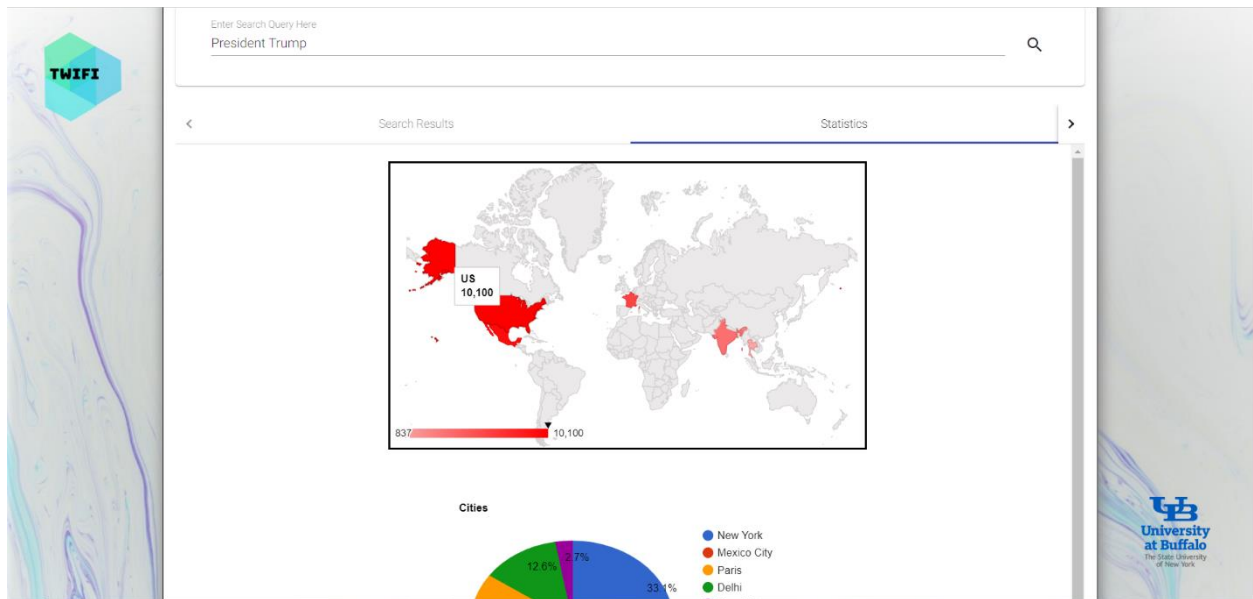 Enter Search Query Here
President Trump
TWIFI
Search Results
Statistics
US
10,100
837
10,100
Cities
New York
Mexico City
Paris
Delhi
2.7%
12.6%
33.1%
UB
University
at Buffalo
The State University
of New York